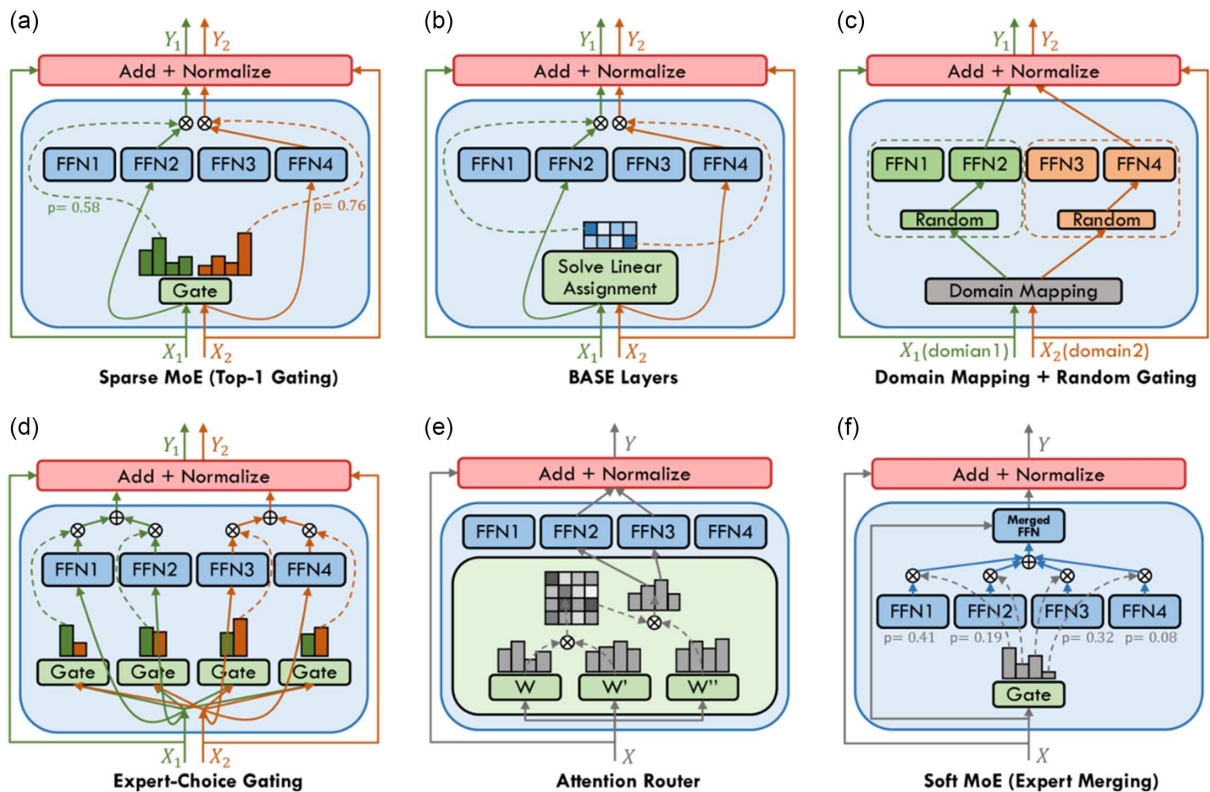 (a)
Y1 Y2
Add + Normalize
FFN1 FFN2 FFN3 FFN4
p= 0.58 p= 0.76
Gate
X1 X2
Sparse MoE (Top-1 Gating)
(b)
Y1 Y2
Add + Normalize
FFN1 FFN2 FFN3 FFN4
Solve Linear
Assignment
X1 X2
BASE Layers
(c)
Y1 Y2
Add + Normalize
FFN1 FFN2 FFN3 FFN4
Random Random
Domain Mapping
X1(domian1) X2(domain2)
Domain Mapping + Random Gating
(d)
Y1 Y2
Add + Normalize
FFN1 FFN2 FFN3 FFN4
Gate Gate Gate Gate
X1 X2
Expert-Choice Gating
(e)
Y
Add + Normalize
FFN1 FFN2 FFN3 FFN4
W W' W''
X
Attention Router
(f)
Y
Add + Normalize
Merged
FFN
FFN1 FFN2 FFN3 FFN4
p= 0.41 p= 0.19 p= 0.32 p= 0.08
Gate
X
Soft MoE (Expert Merging)